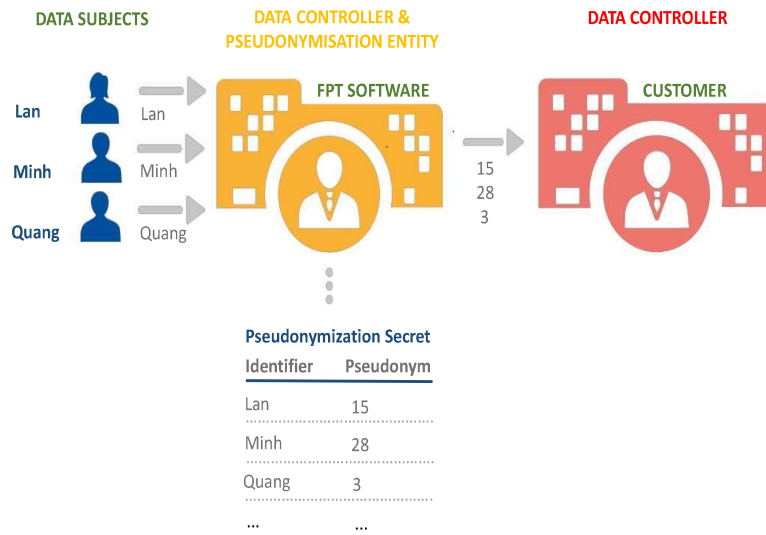 DATA SUBJECTS
DATA CONTROLLER &
PSEUDONYMISATION ENTITY
DATA CONTROLLER
FPT SOFTWARE
CUSTOMER
Lan
Lan
Minh
Minh
Quang
Quang
15
28
3
Pseudonymization Secret
Identifier Pseudonym
Lan 15
Minh 28
Quang 3
... ...